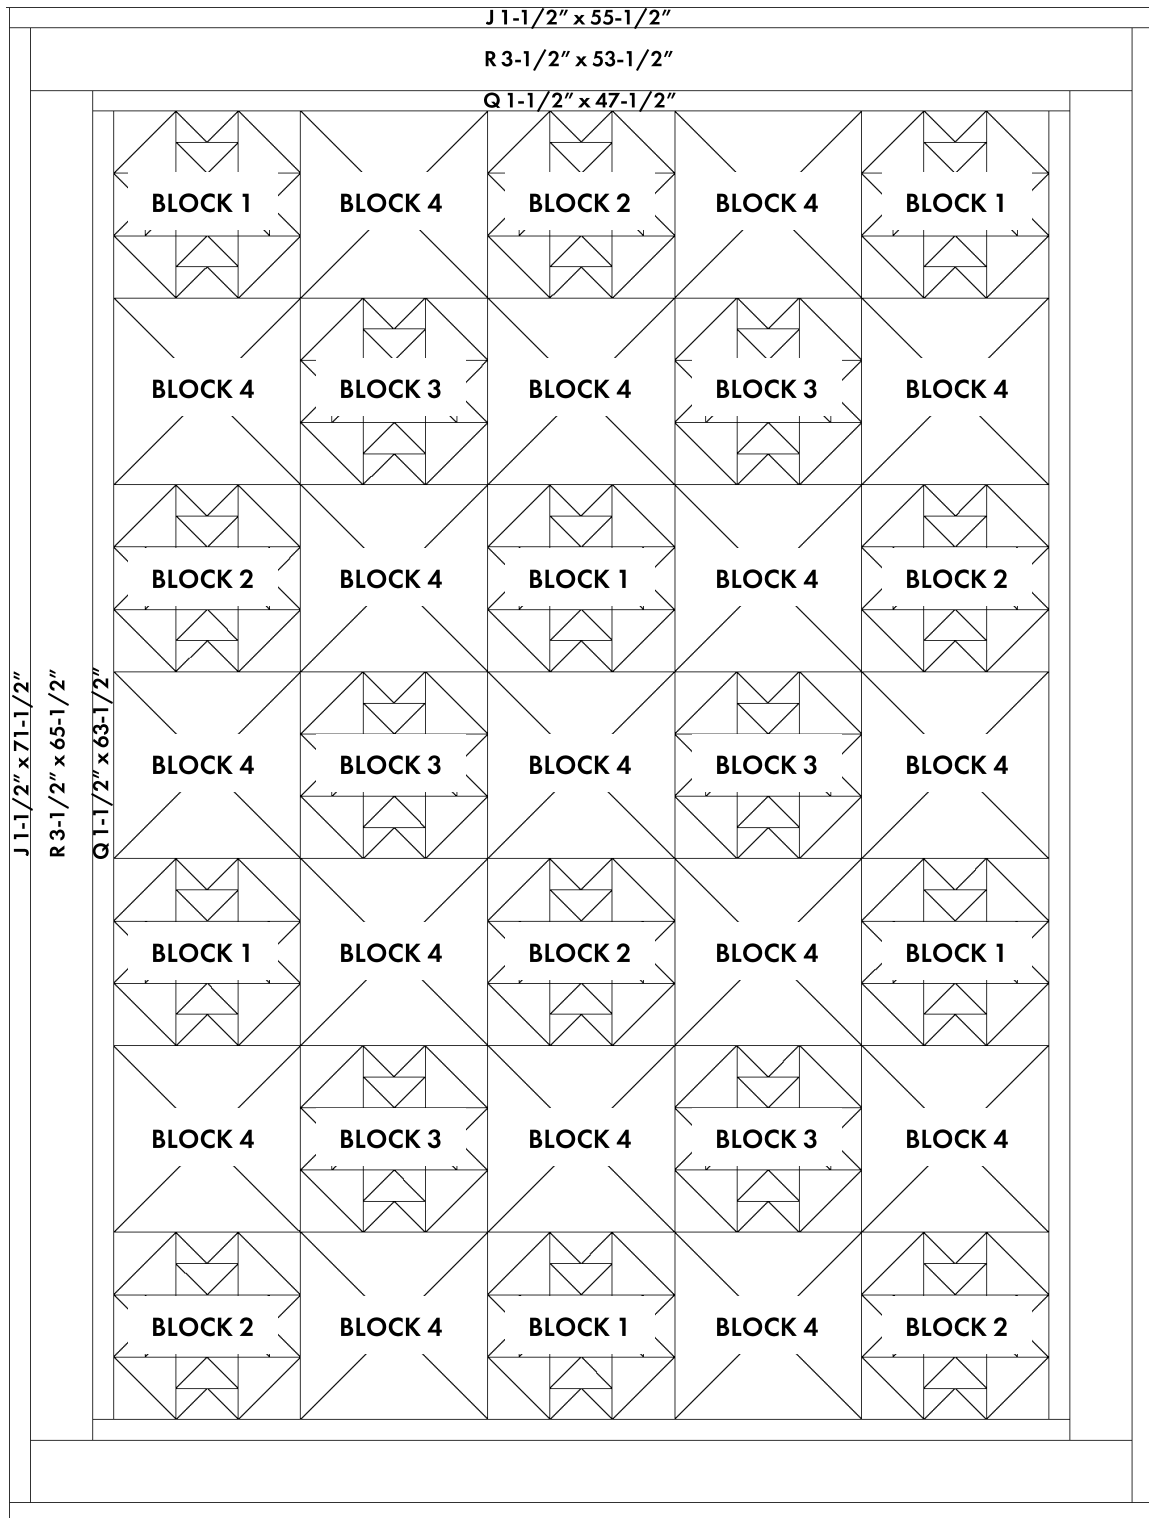 J 1-1/2” x 55-1/2”
R 3-1/2” x 53-1/2”
Q 1-1/2” x 47-1/2”
BLOCK 1 BLOCK 4 BLOCK 2 BLOCK 4 BLOCK 1
BLOCK 4 BLOCK 3 BLOCK 4 BLOCK 3 BLOCK 4
BLOCK 2 BLOCK 4 BLOCK 1 BLOCK 4 BLOCK 2
J 1-1/2” x 71-1/2”
R 3-1/2” x 65-1/2”
Q 1-1/2” x 63-1/2”
BLOCK 4 BLOCK 3 BLOCK 4 BLOCK 3 BLOCK 4
BLOCK 1 BLOCK 4 BLOCK 2 BLOCK 4 BLOCK 1
BLOCK 4 BLOCK 3 BLOCK 4 BLOCK 3 BLOCK 4
BLOCK 2 BLOCK 4 BLOCK 1 BLOCK 4 BLOCK 2